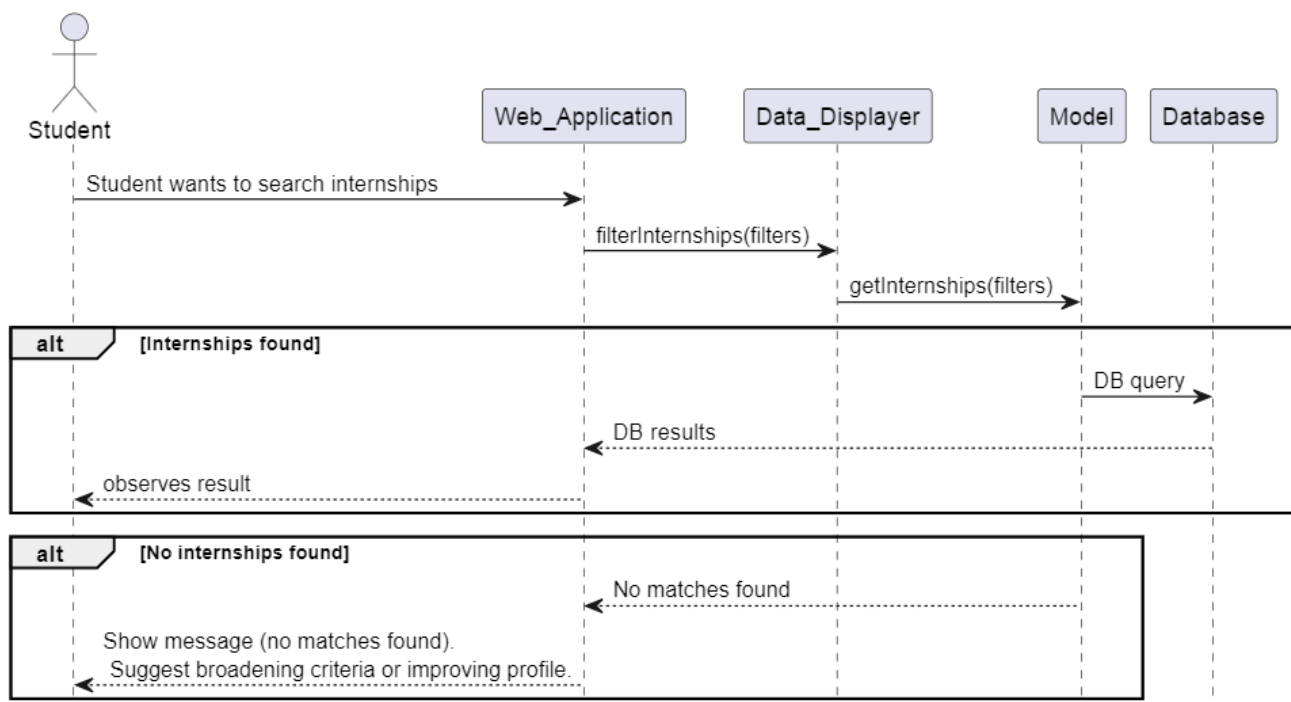 Student
Web_Application
Data_Displayer
Model
Database
Student wants to search internships
filterInternships(filters)
getInternships(filters)
alt
[Internships found]
DB query
DB results
observes result
alt
[No internships found]
No matches found
Show message (no matches found).
Suggest broadening criteria or improving profile.